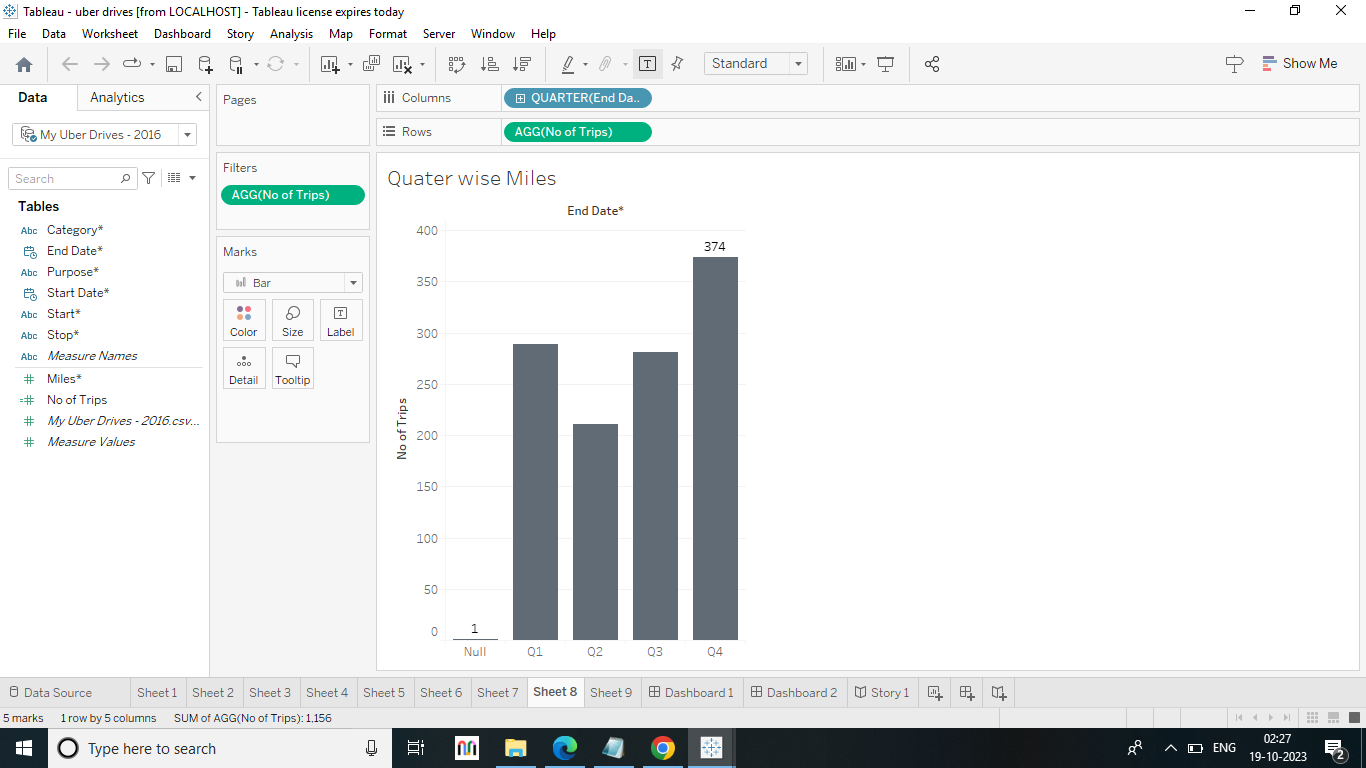 Tableau - uber drives [from LOCALHOST] - Tableau license expires today
File Data Worksheet Dashboard Story Analysis Map Format Server Window Help
Standard
Show Me
Data Analytics
My Uber Drives - 2016
Search
Tables
Abc Category*
End Date*
Abc Purpose*
Start Date*
Abc Start*
Abc Stop*
Abc Measure Names
# Miles*
=# No of Trips
# My Uber Drives - 2016.csv...
# Measure Values
Pages
Filters
AGG(No of Trips)
Marks
Bar
Color Size Label
Detail Tooltip
Columns QUARTER(End Da..
Rows AGG(No of Trips)
Quater wise Miles
End Date*
No of Trips
400
350
300
250
200
150
100
50
0
374
1
Null Q1 Q2 Q3 Q4
Data Source Sheet 1 Sheet 2 Sheet 3 Sheet 4 Sheet 5 Sheet 6 Sheet 7 Sheet 8 Sheet 9 Dashboard 1 Dashboard 2 Story 1
5 marks 1 row by 5 columns SUM of AGG(No of Trips): 1,156
Type here to search
ENG
02:27
19-10-2023
2